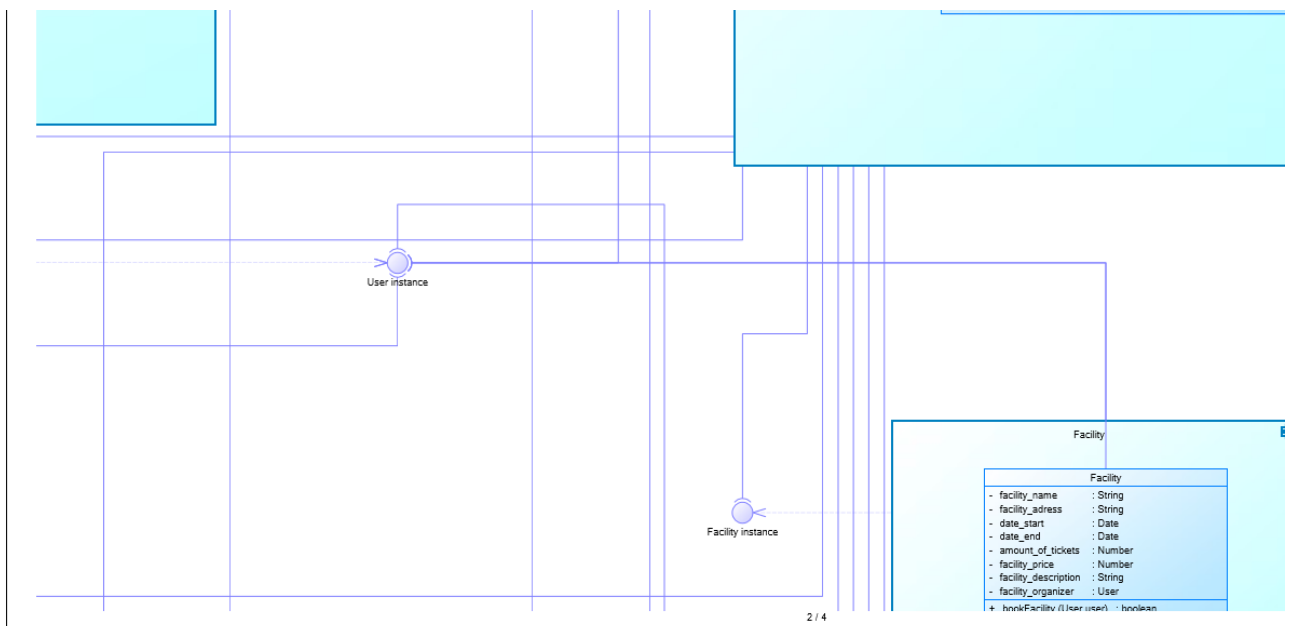 User instance
Facility instance
Facility
Facility
- facility_name : String
- facility_adress : String
- date_start : Date
- date_end : Date
- amount_of_tickets : Number
- facility_price : Number
- facility_description : String
- facility_organizer : User
+ bookFacility (User user) : boolean
2 / 4